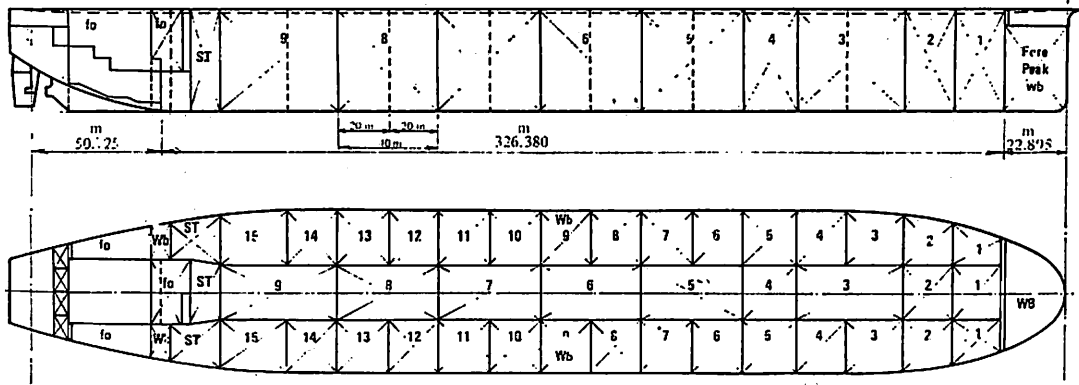 fo fo ST 9 8 6 5 4 3 2 1 Fore
Peak
wb
20 m 20 m
m m m
326.380
ST Wb
fo Wb 15 14 13 12 11 10 9 8 7 6 5 4 3 2 1
fo ST 9 8 7 6 5 4 3 2 1 WB
fo W ST 15 14 13 12 11 10 6 7 6 5 4 3 2 1
Wb